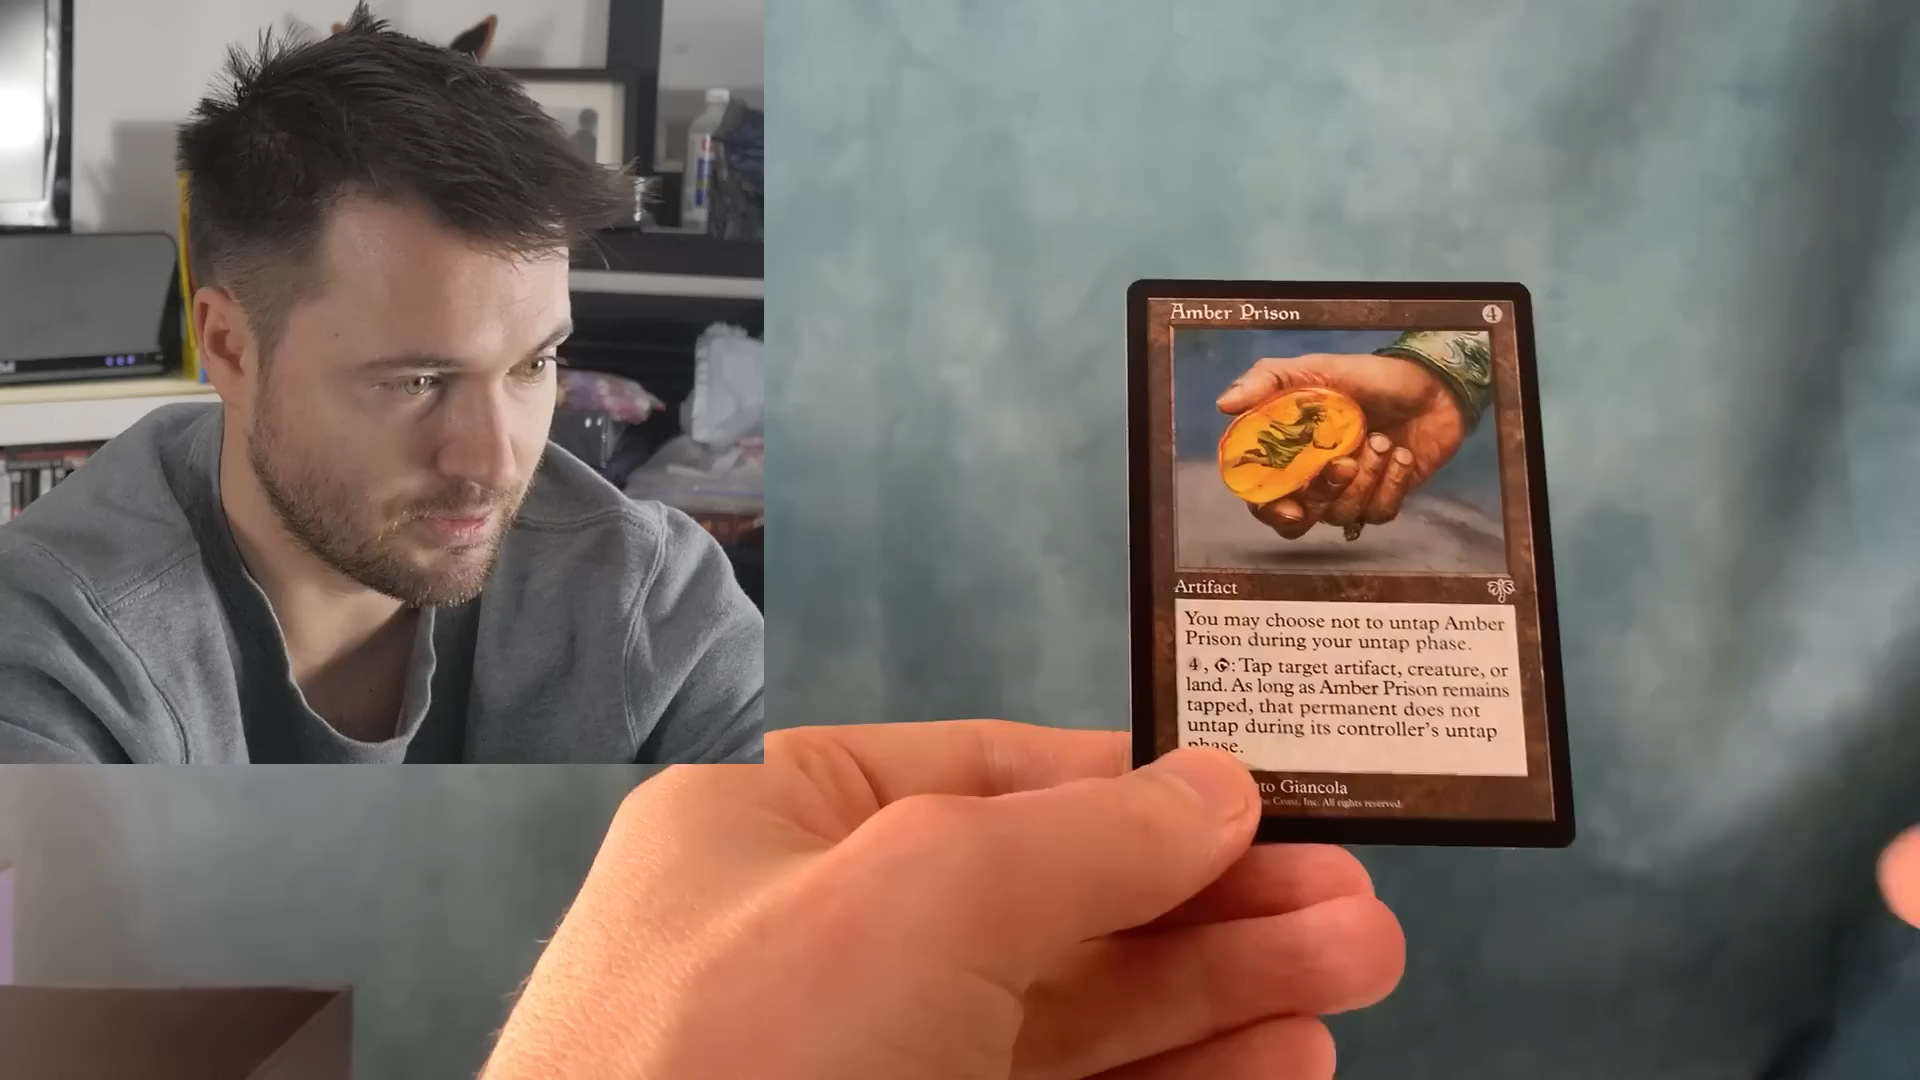 Amber Prison 4
Artifact
You may choose not to untap Amber
Prison during your untap phase.
4, : Tap target artifact, creature, or
land. As long as Amber Prison remains
tapped, that permanent does not
untap during its controller's untap
phase.
to Giancola
Coast, Inc. All rights reserved.